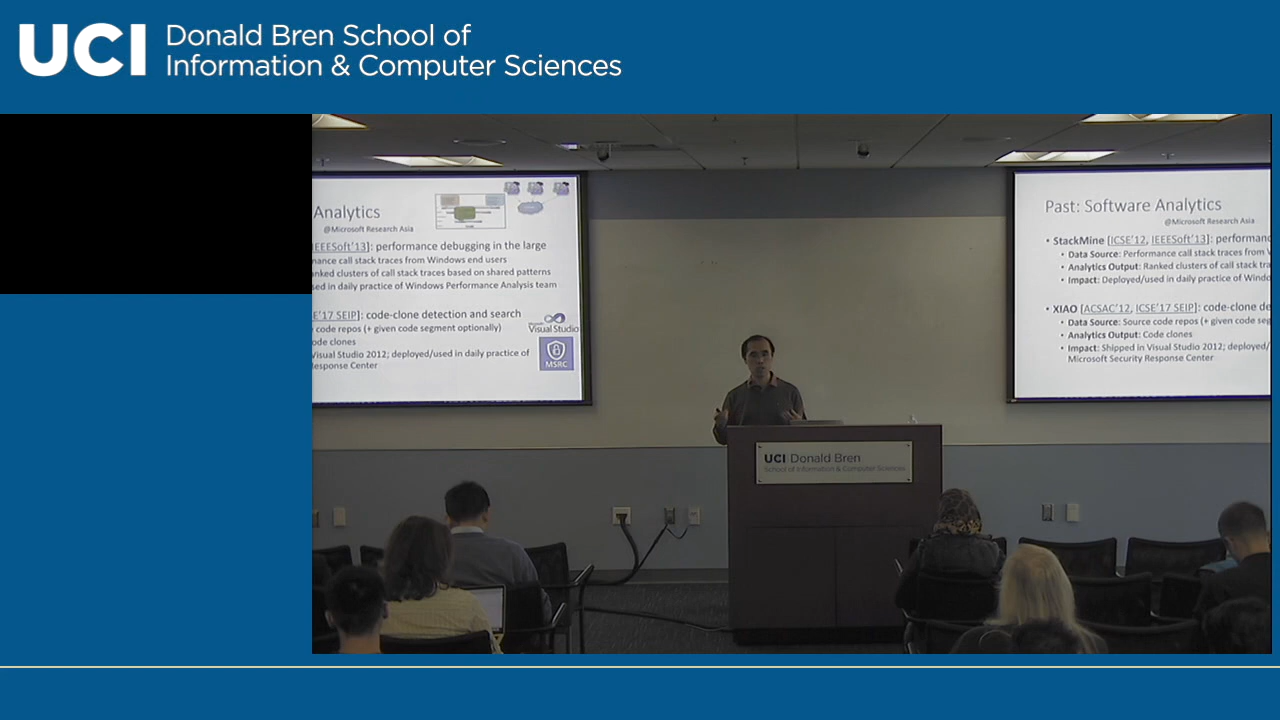 UCI Donald Bren School of
Information & Computer Sciences
Analytics
@Microsoft Research Asia
IEEESoft'13]: performance debugging in the large
mance call stack traces from Windows end users
anked clusters of call stack traces based on shared patterns
used in daily practice of Windows Performance Analysis team
E'17 SEIP]: code-clone detection and search
code repos (+ given code segment optionally)
ode clones
Visual Studio 2012; deployed/used in daily practice of
Response Center
Visual Studio
MSRC
Past: Software Analytics
@Microsoft Research Asia
• StackMine [ICSE'12, IEEESoft'13]: performanc
• Data Source: Performance call stack traces from W
• Analytics Output: Ranked clusters of call stack tra
• Impact: Deployed/used in daily practice of Windo
• XIAO [ACSAC'12, ICSE'17 SEIP]: code-clone de
• Data Source: Source code repos (+ given code seg
• Analytics Output: Code clones
• Impact: Shipped in Visual Studio 2012; deployed/
Microsoft Security Response Center
UCI Donald Bren
School of Information & Computer Sciences